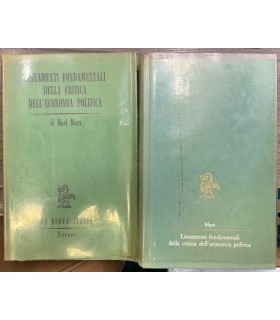 LINEAMENTI FONDAMENTALI
DELLA CRITICA
DELL'ECONOMIA POLITICA
di Karl Marx
LA NUOVA ITALIA
Firenze
Marx
Lineamenti fondamentali
della critica dell'economia politica